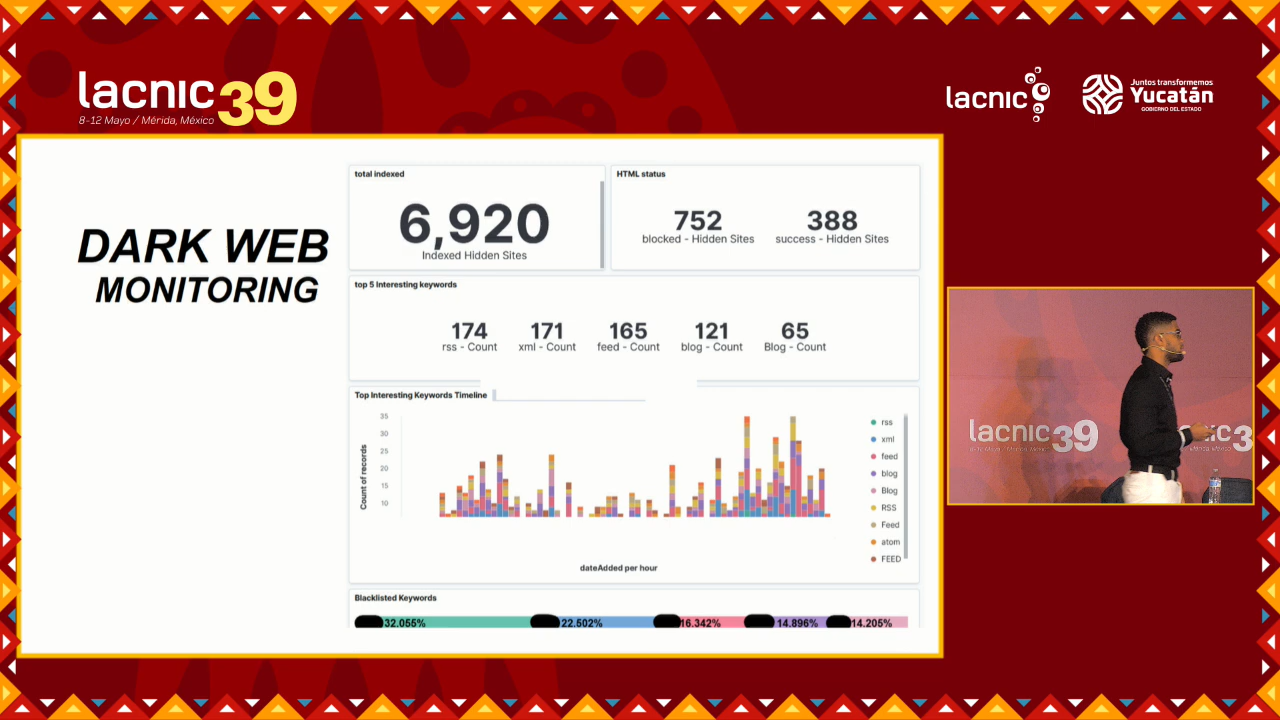 lacnic39
8-12 Mayo / Mérida, México
lacnic
Juntos transformemos
Yucatán
GOBIERNO DEL ESTADO
DARK WEB
MONITORING
total indexed
6,920
Indexed Hidden Sites
HTML status
752
blocked - Hidden Sites
388
success - Hidden Sites
top 5 Interesting keywords
174
rss - Count
171
xml - Count
165
feed - Count
121
blog - Count
65
Blog - Count
Top Interesting Keywords Timeline
Count of records
35
30
25
20
15
10
dateAdded per hour
rss
xml
feed
blog
Blog
RSS
Feed
atom
FEED
Blacklisted Keywords
32.055%
22.502%
16.342%
14.896%
14.205%
lacnic39